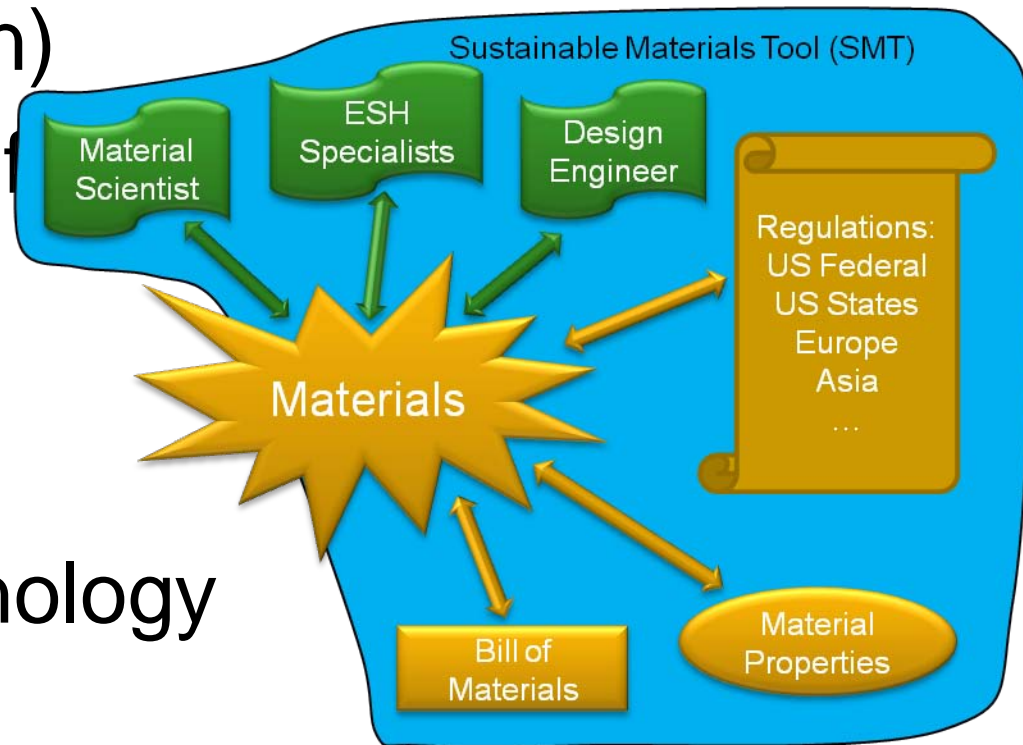 n)
f
Sustainable Materials Tool (SMT)
Material
Scientist
ESH
Specialists
Design
Engineer
Regulations:
US Federal
US States
Europe
Asia
...
Materials
nology
Bill of
Materials
Material
Properties